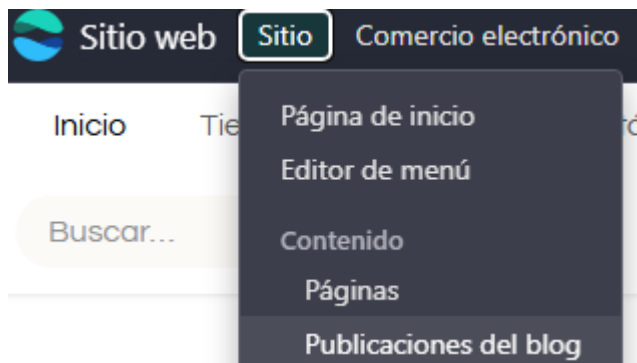 Sitio web Sitio Comercio electrónico
Inicio
Página de inicio
Editor de menú
Buscar...
Contenido
Páginas
Publicaciones del blog